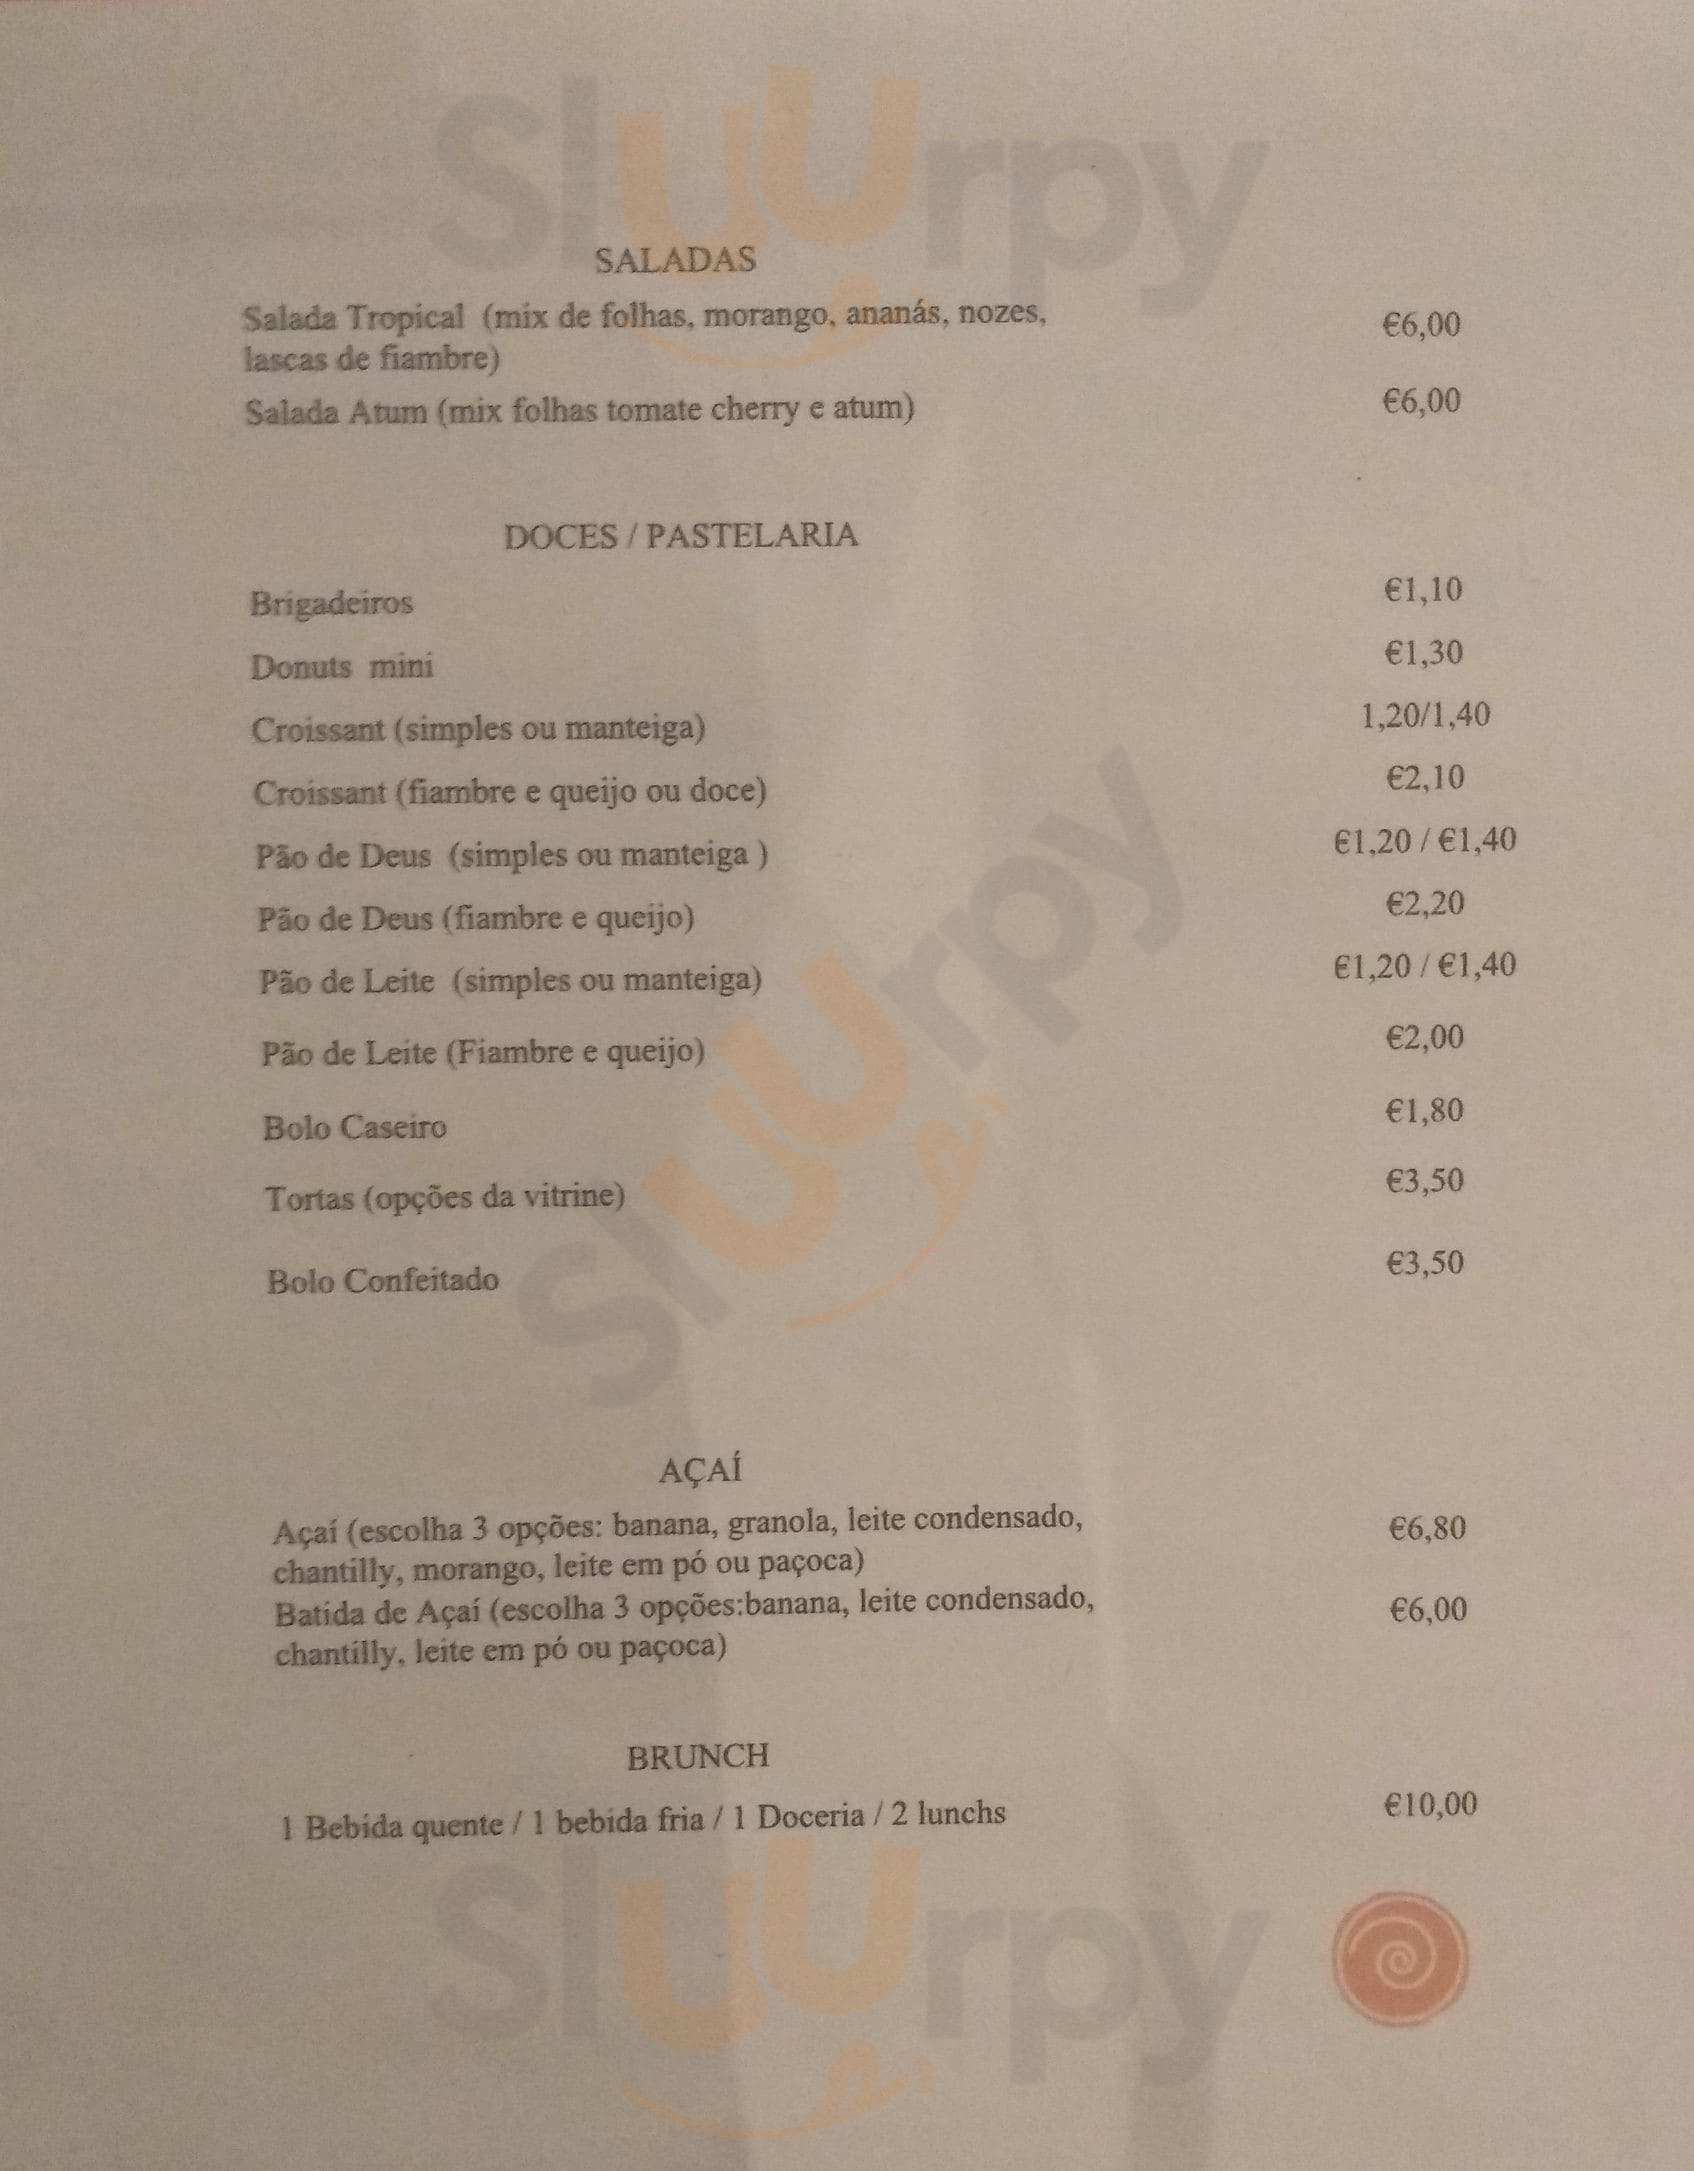 Sluurpy
SALADAS
Salada Tropical (mix de folhas, morango, ananás, nozes, €6,00
lascas de fiambre)
Salada Atum (mix folhas tomate cherry e atum) €6,00
DOCES / PASTELARIA
Brigadeiros €1,10
Donuts mini €1,30
Croissant (simples ou manteiga) 1,20/1,40
Croissant (fiambre e queijo ou doce) €2,10
Pão de Deus (simples ou manteiga ) €1,20 / €1,40
Pão de Deus (fiambre e queijo) €2,20
Pão de Leite (simples ou manteiga) €1,20 / €1,40
Pão de Leite (Fiambre e queijo) €2,00
Bolo Caseiro €1,80
Tortas (opções da vitrine) €3,50
Bolo Confeitado €3,50
Sluurpy
AÇAÍ
Açaí (escolha 3 opções: banana, granola, leite condensado, €6,80
chantilly, morango, leite em pó ou paçoca)
Batida de Açaí (escolha 3 opções:banana, leite condensado, €6,00
chantilly, leite em pó ou paçoca)
BRUNCH
1 Bebida quente / 1 bebida fria / 1 Doceria / 2 lunchs €10,00
Sluurpy